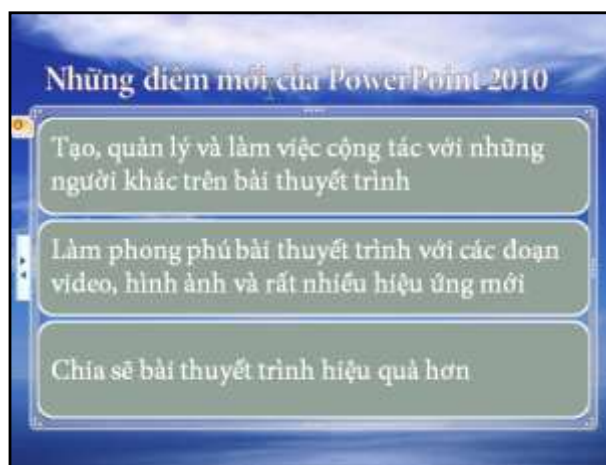 Những điểm mới của PowerPoint 2010
Tạo, quản lý và làm việc cộng tác với những
người khác trên bài thuyết trình
Làm phong phú bài thuyết trình với các đoạn
video, hình ảnh và rất nhiều hiệu ứng mới
Chia sẽ bài thuyết trình hiệu quả hơn